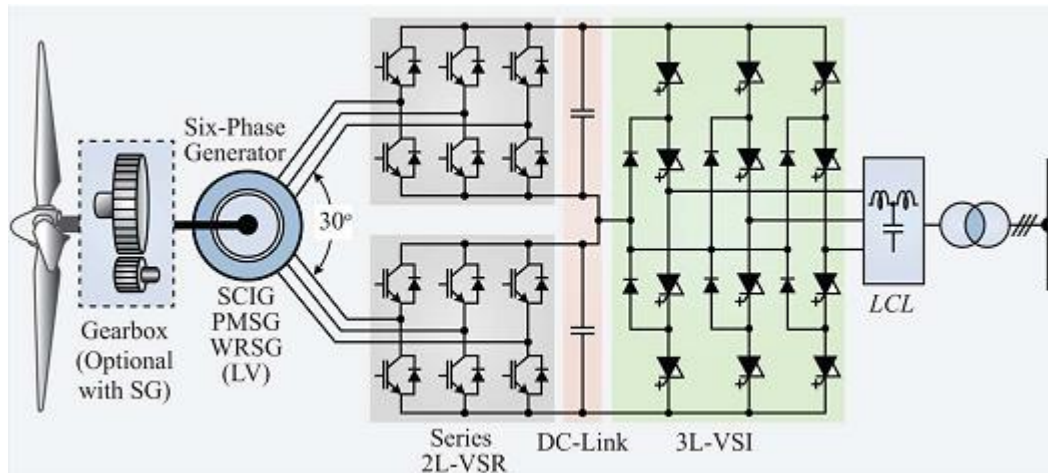 Six-Phase
Generator
30°
SCIG
PMSG
WRSG
(LV)
Gearbox
(Optional
with SG)
Series
2L-VSR
DC-Link
3L-VSI
LCL